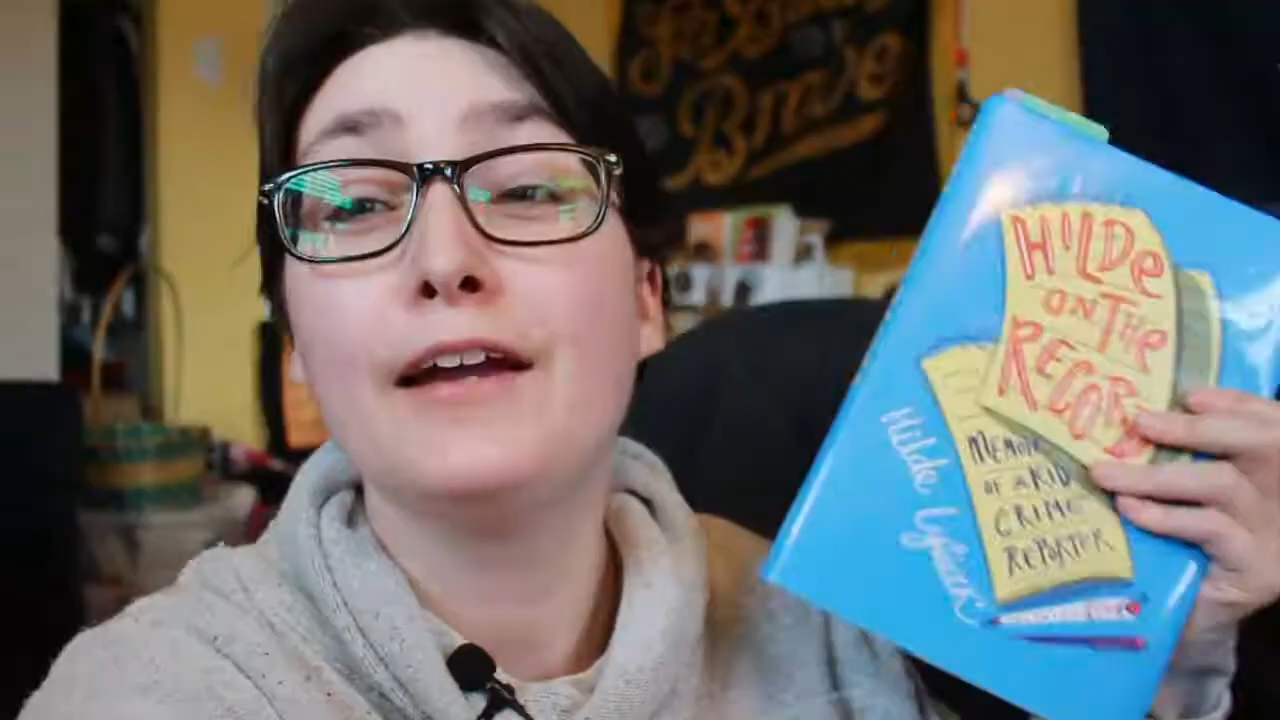 Brave
HILDE
ON THE
RECORD
MEMOIR
OF A KID
CRIME
REPORTER
Hilde Lysiak